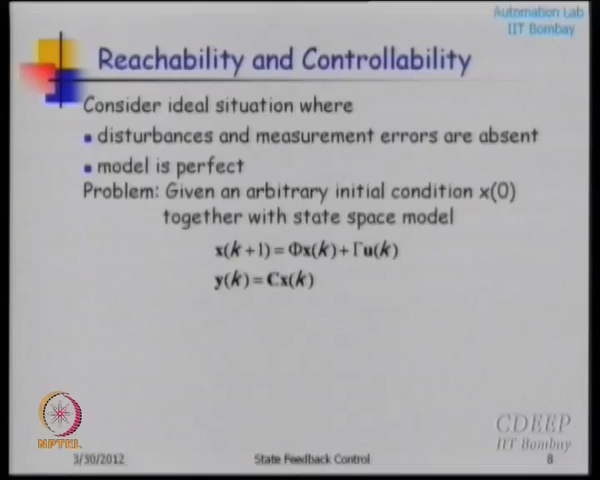 Automation Lab
IIT Bombay
Reachability and Controllability
Consider ideal situation where
disturbances and measurement errors are absent
model is perfect
Problem: Given an arbitrary initial condition x(0)
together with state space model
x(k+1)=Φx(k)+Γu(k)
y(k)=Cx(k)
NPTEL
CDEEP
IIT Bombay
3/30/2012
State Feedback Control
8